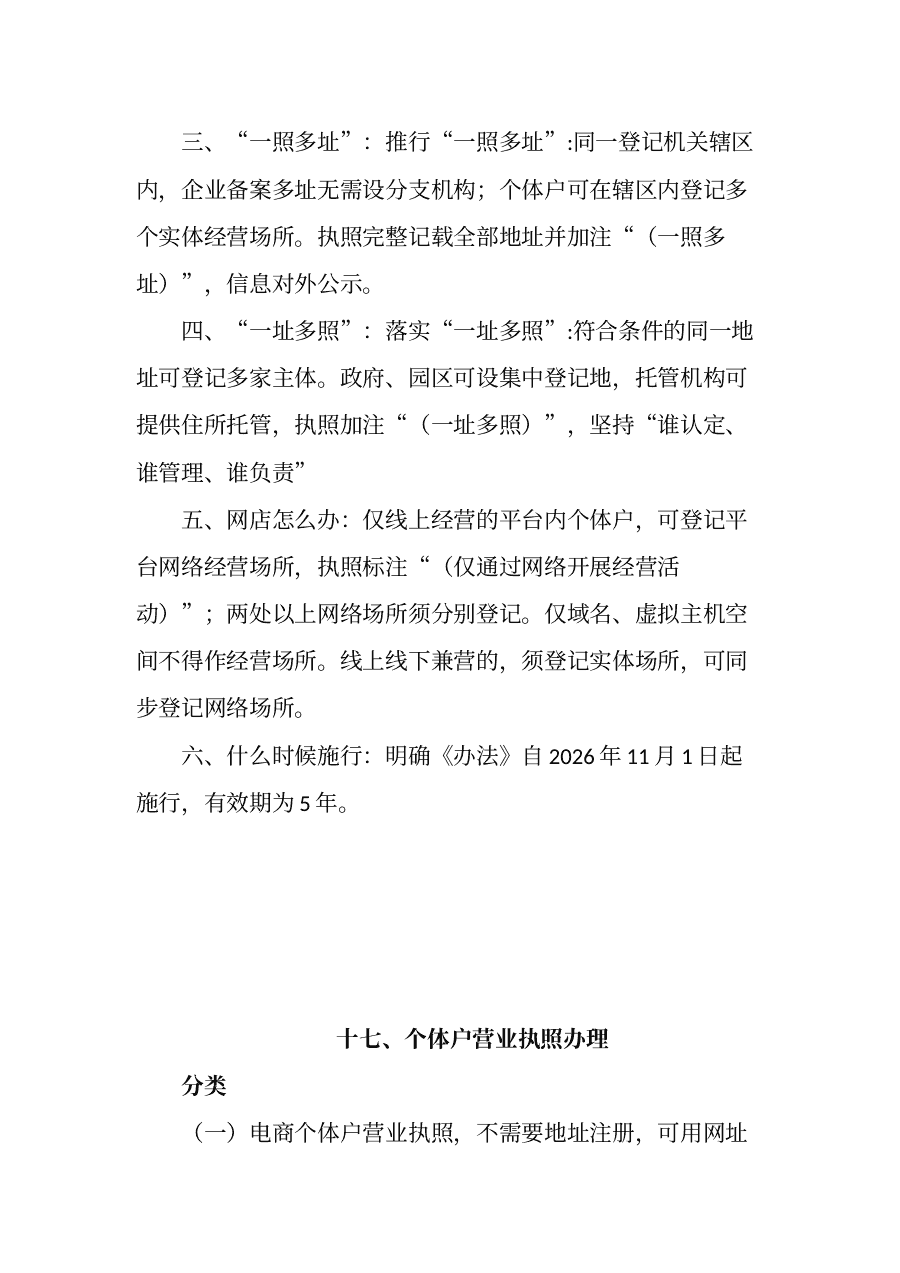 三、“一照多址”：推行“一照多址”:同一登记机关辖区
内，企业备案多址无需设分支机构；个体户可在辖区内登记多
个实体经营场所。执照完整记载全部地址并加注“（一照多
址）”，信息对外公示。
四、“一址多照”：落实“一址多照”:符合条件的同一地
址可登记多家主体。政府、园区可设集中登记地，托管机构可
提供住所托管，执照加注“（一址多照）”，坚持“谁认定、
谁管理、谁负责”
五、网店怎么办：仅线上经营的平台内个体户，可登记平
台网络经营场所，执照标注“（仅通过网络开展经营活
动）”；两处以上网络场所须分别登记。仅域名、虚拟主机空
间不得作经营场所。线上线下兼营的，须登记实体场所，可同
步登记网络场所。
六、什么时候施行：明确《办法》自 2026 年 11 月 1 日起
施行，有效期为 5 年。
十七、个体户营业执照办理
分类
（一）电商个体户营业执照，不需要地址注册，可用网址